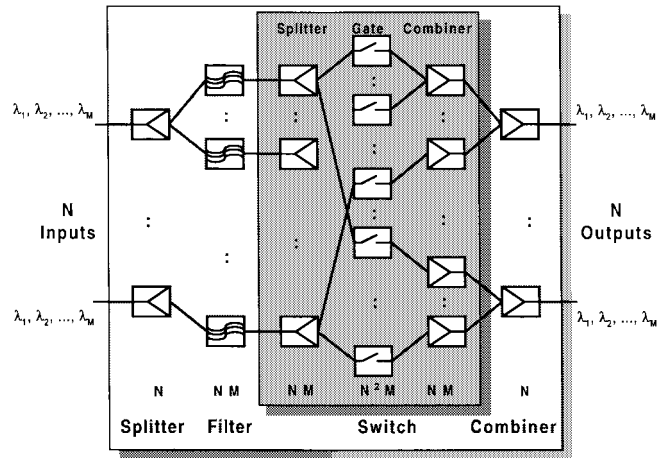 Splitter Gate Combiner
λ1, λ2, ..., λM
λ1, λ2, ..., λM
N
Inputs
N
Outputs
λ1, λ2, ..., λM
λ1, λ2, ..., λM
N N M N M N² M N M N
Splitter Filter Switch Combiner